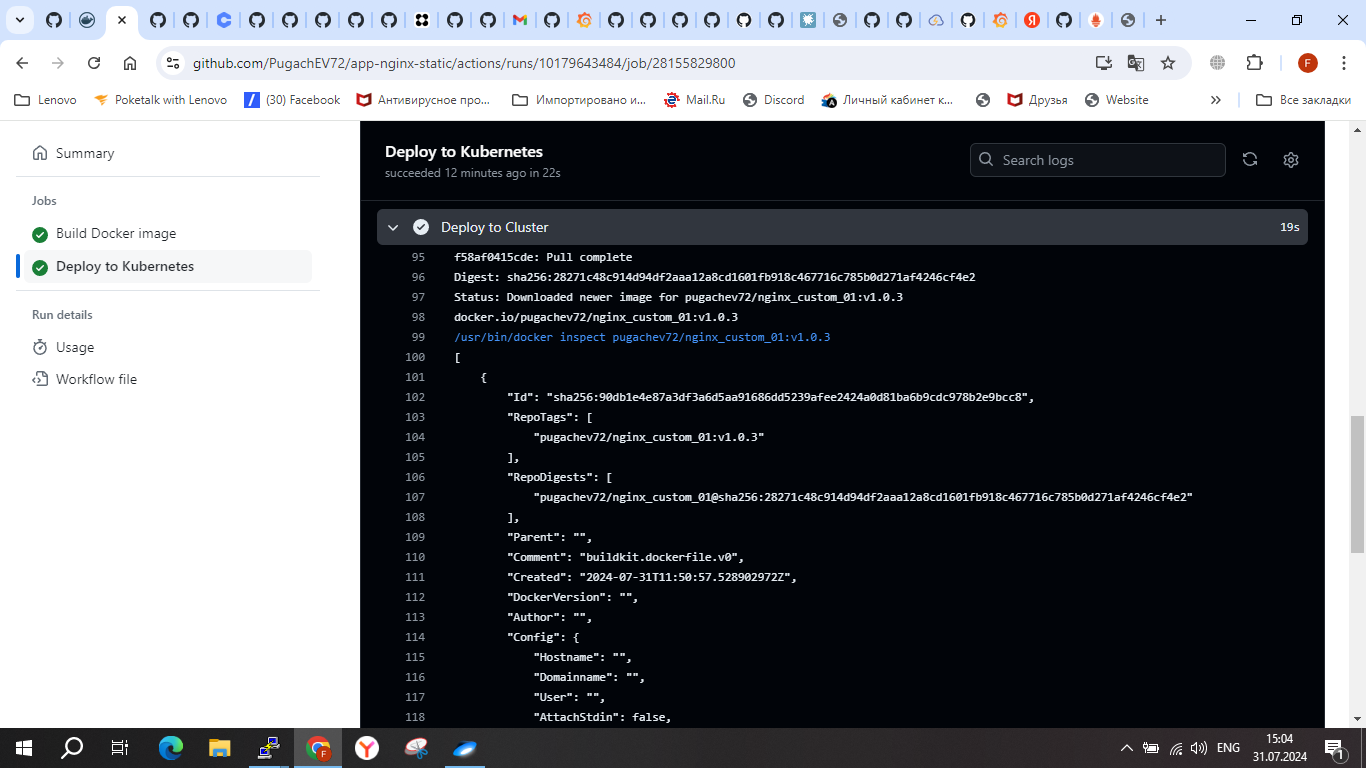 github.com/PugachEV72/app-nginx-static/actions/runs/10179643484/job/28155829800
F
Lenovo
Poketalk with Lenovo
(30) Facebook
Антивирусное про...
Импортировано и...
Mail.Ru
Discord
Личный кабинет к...
Друзья
Website
Все закладки
Summary
Jobs
Build Docker image
Deploy to Kubernetes
Run details
Usage
Workflow file
Deploy to Kubernetes
succeeded 12 minutes ago in 22s
Search logs
Deploy to Cluster
19s
95 f58af0415cde: Pull complete
96 Digest: sha256:28271c48c914d94df2aaa12a8cd1601fb918c467716c785b0d271af4246cf4e2
97 Status: Downloaded newer image for pugachev72/nginx_custom_01:v1.0.3
98 docker.io/pugachev72/nginx_custom_01:v1.0.3
99 /usr/bin/docker inspect pugachev72/nginx_custom_01:v1.0.3
100 [
101 {
102 "Id": "sha256:90db1e4e87a3df3a6d5aa91686dd5239afee2424a0d81ba6b9cdc978b2e9bcc8",
103 "RepoTags": [
104 "pugachev72/nginx_custom_01:v1.0.3"
105 ],
106 "RepoDigests": [
107 "pugachev72/nginx_custom_01@sha256:28271c48c914d94df2aaa12a8cd1601fb918c467716c785b0d271af4246cf4e2"
108 ],
109 "Parent": "",
110 "Comment": "buildkit.dockerfile.v0",
111 "Created": "2024-07-31T11:50:57.528902972Z",
112 "DockerVersion": "",
113 "Author": "",
114 "Config": {
115 "Hostname": "",
116 "Domainname": "",
117 "User": "",
118 "AttachStdin": false,
ENG
15:04
31.07.2024
1